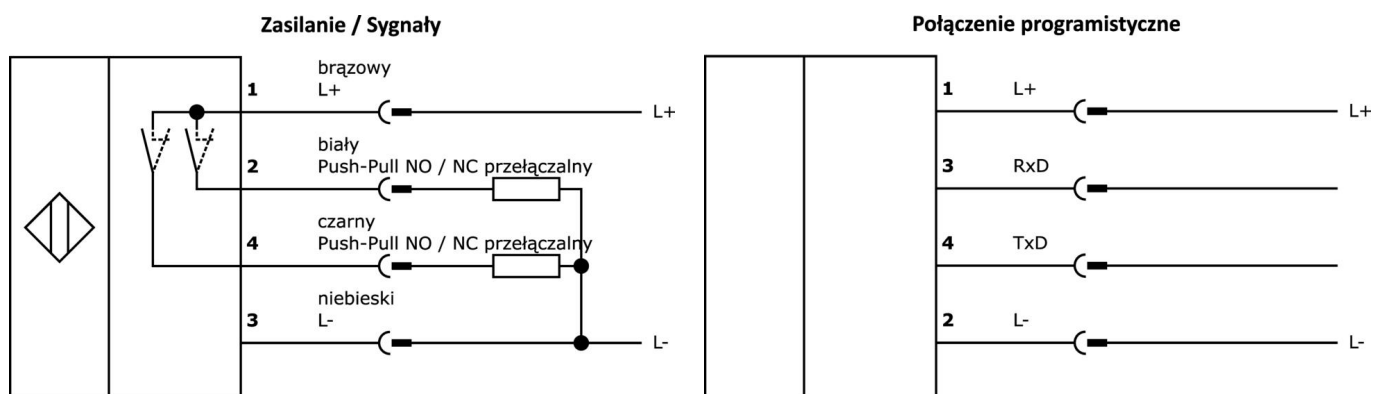 Zasilanie / Sygnały
brązowy
1 L+
L+
biały
2 Push-Pull NO / NC przełączalny
czarny
4 Push-Pull NO / NC przełączalny
niebieski
3 L-
L-
Połączenie programistyczne
1 L+
L+
3 RxD
4 TxD
2 L-
L-